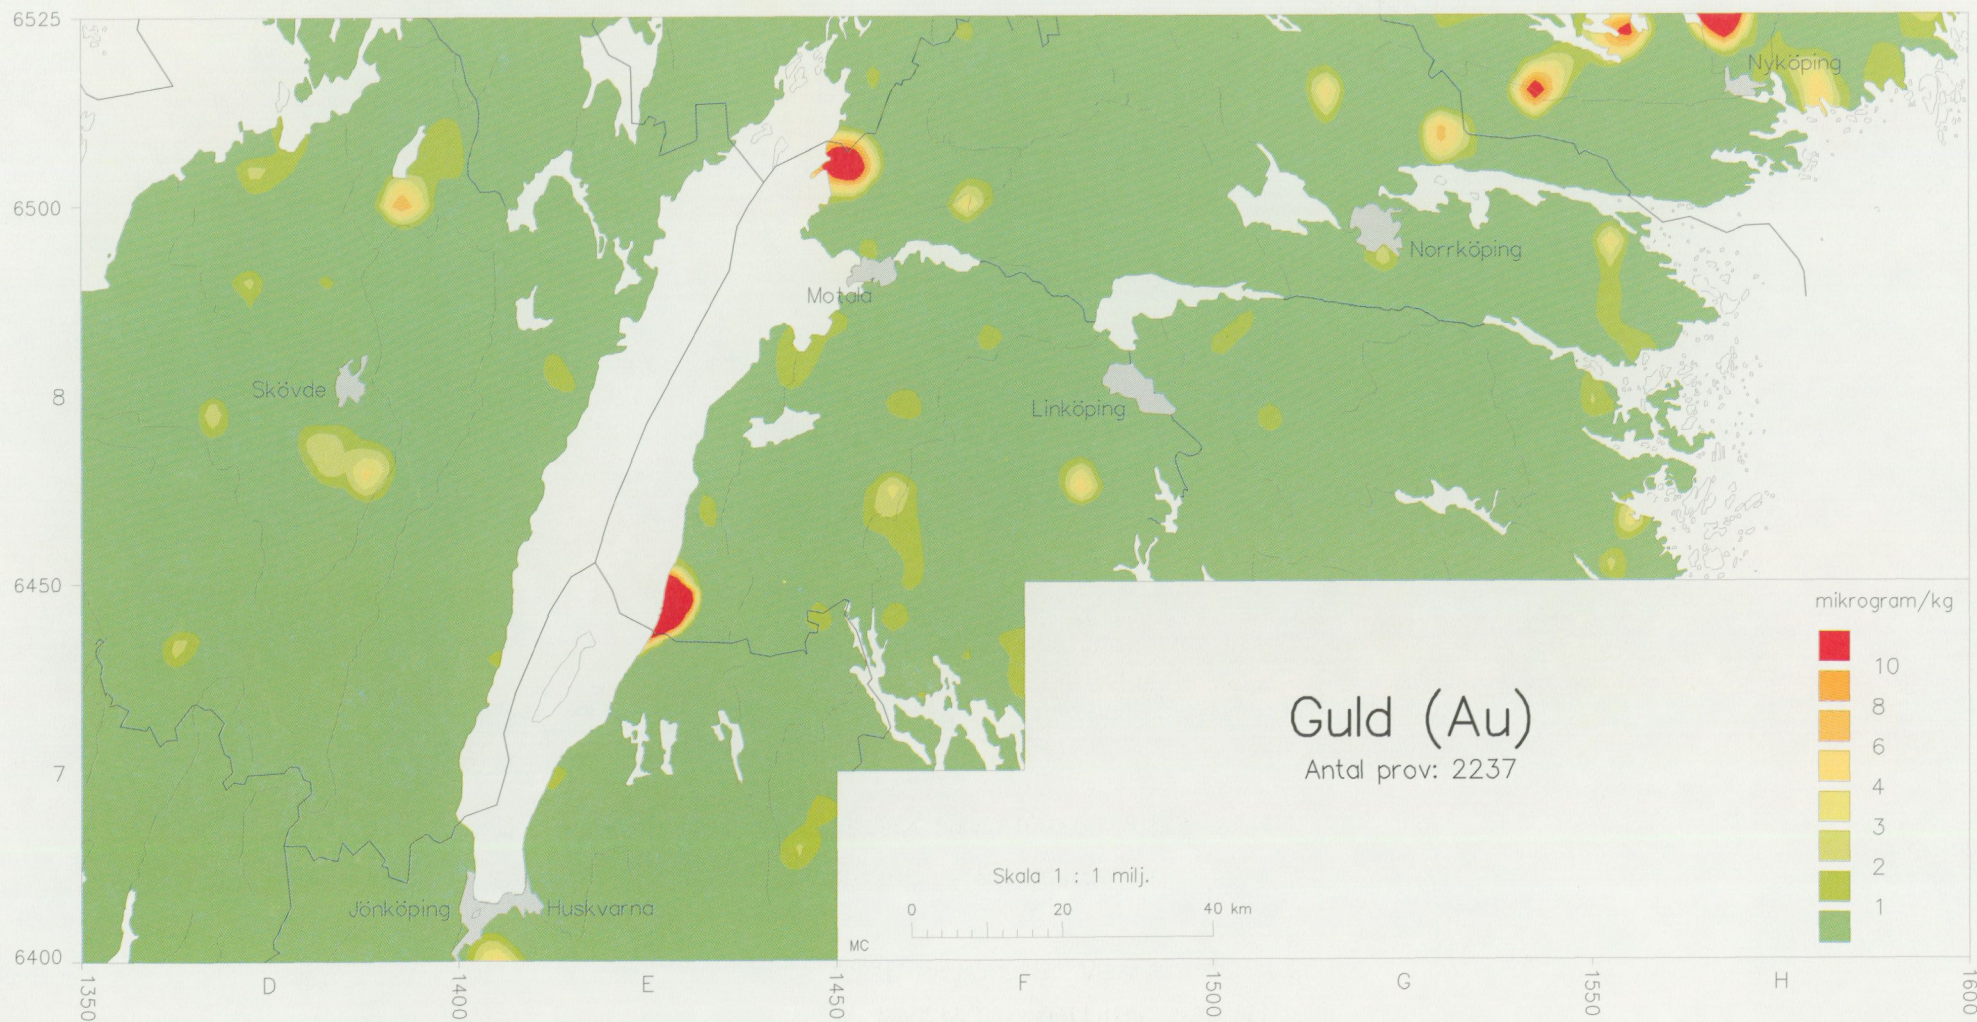 6525
6500
8
6450
7
6400
Nyköping
Norrköping
Motala
Skövde
Linköping
Jönköping
Huskvarna
mikrogram/kg
10
8
6
4
3
2
1
Guld (Au)
Antal prov: 2237
Skala 1 : 1 milj.
0 20 40 km
MC
1350 D 1400 E 1450 F 1500 G 1550 H 1600